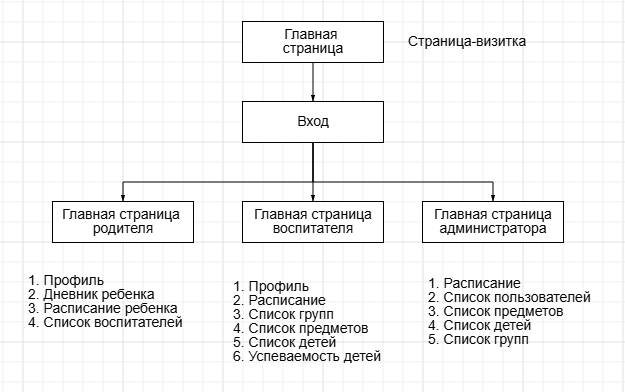 Главная
страница
Страница-визитка
Вход
Главная страница
родителя
Главная страница
воспитателя
Главная страница
администратора
1. Профиль
2. Дневник ребенка
3. Расписание ребенка
4. Список воспитателей
1. Профиль
2. Расписание
3. Список групп
4. Список предметов
5. Список детей
6. Успеваемость детей
1. Расписание
2. Список пользователей
3. Список предметов
4. Список детей
5. Список групп